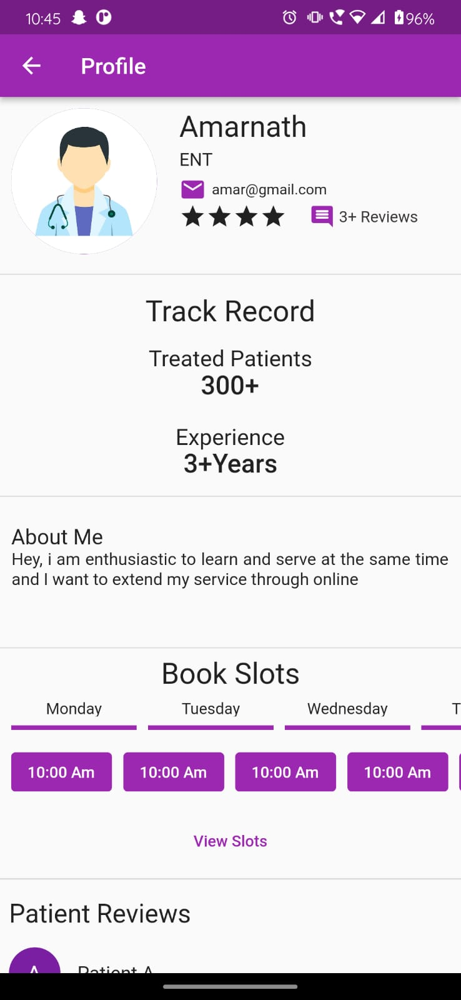 10:45 96%
Profile
Amarnath
ENT
amar@gmail.com
3+ Reviews
Track Record
Treated Patients
300+
Experience
3+Years
About Me
Hey, i am enthusiastic to learn and serve at the same time
and I want to extend my service through online
Book Slots
Monday Tuesday Wednesday T
10:00 Am 10:00 Am 10:00 Am 10:00 Am
View Slots
Patient Reviews
A Patient A